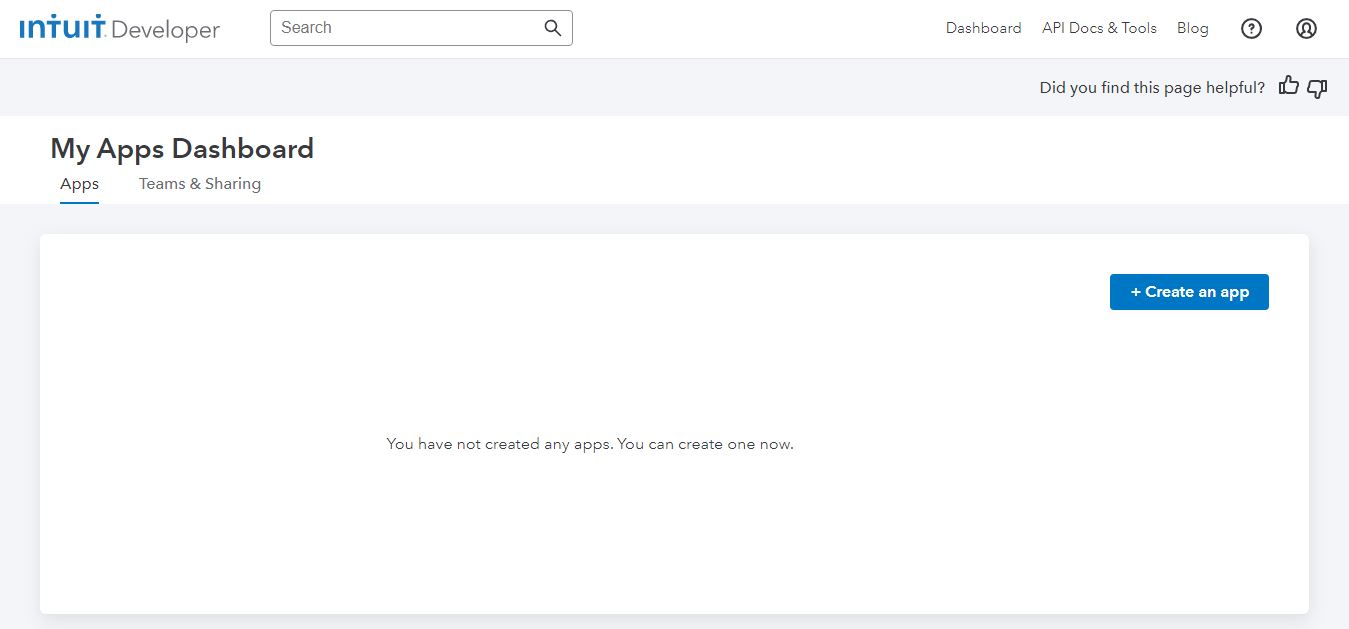 ıntuıt Developer
Search
Dashboard
API Docs & Tools
Blog
?
Did you find this page helpful?
My Apps Dashboard
Apps
Teams & Sharing
+ Create an app
You have not created any apps. You can create one now.